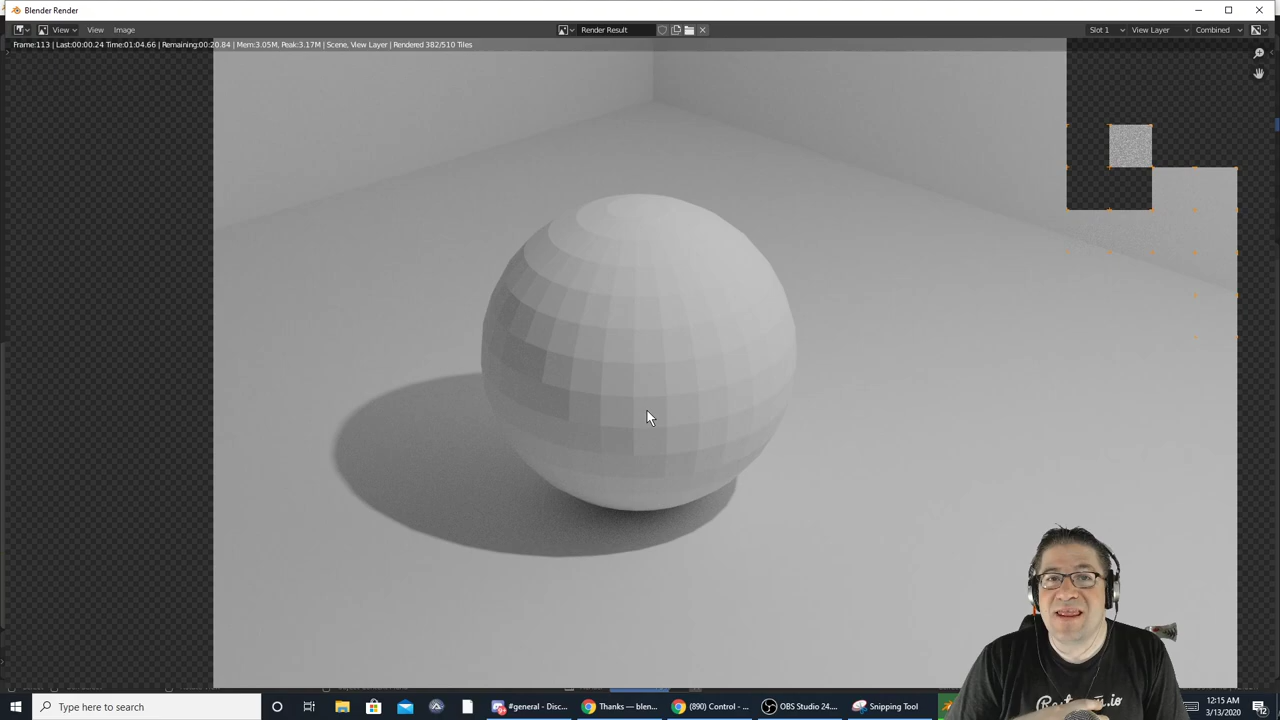 Blender Render
View
View
Image
Render Result
Slot 1
View Layer
Combined
Frame:113 | Last:00:00.24 Time:01:04.66 | Remaining:00:20.84 | Mem:3.05M, Peak:3.17M | Scene, View Layer | Rendered 382/510 Tiles
Type here to search
#general - Disc...
Thanks — blen...
(890) Control - ...
OBS Studio 24....
Snipping Tool
12:15 AM
3/13/2020